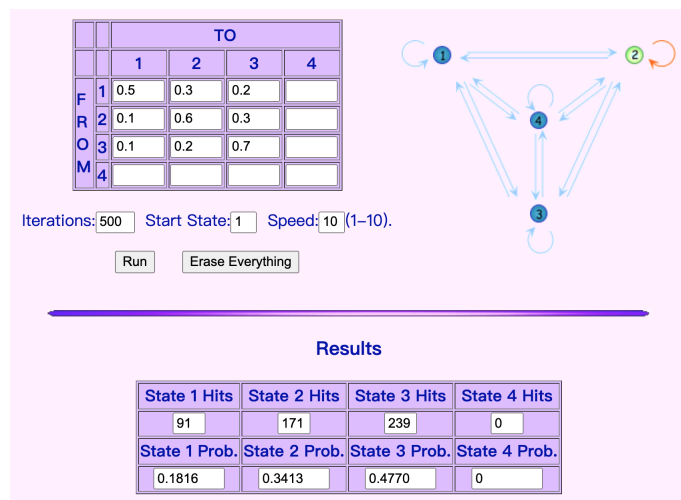 TO
1 2 3 4
FROM
1 0.5 0.3 0.2
2 0.1 0.6 0.3
3 0.1 0.2 0.7
4
1 2 4 3
Iterations: 500 Start State: 1 Speed: 10 (1–10).
Run Erase Everything
Results
State 1 Hits State 2 Hits State 3 Hits State 4 Hits
91 171 239 0
State 1 Prob. State 2 Prob. State 3 Prob. State 4 Prob.
0.1816 0.3413 0.4770 0